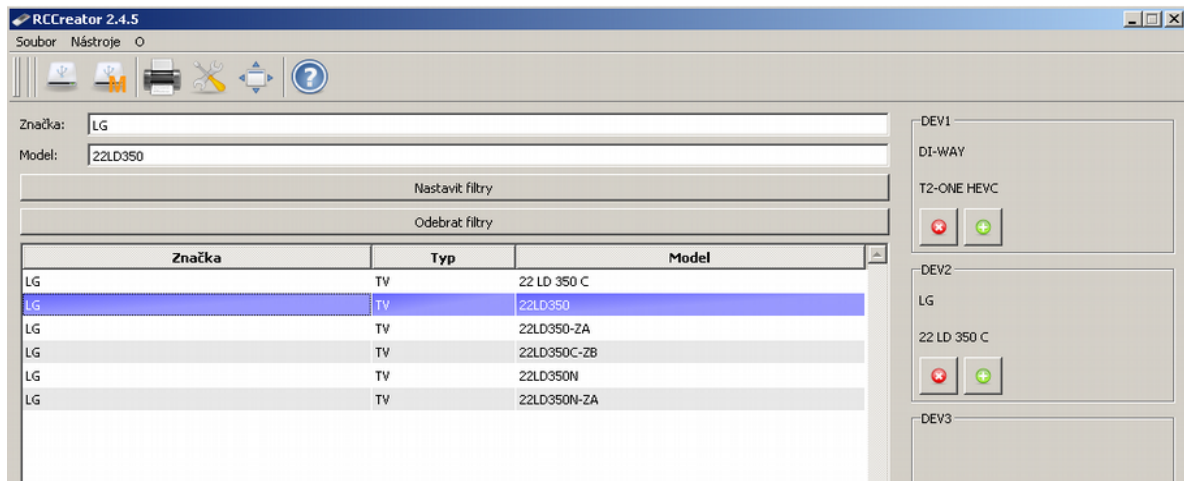 RCCreator 2.4.5
Soubor Nástroje O
Značka: LG
Model: 22LD350
Nastavit filtry
Odebrat filtry
Značka Typ Model
LG TV 22 LD 350 C
LG TV 22LD350
LG TV 22LD350-ZA
LG TV 22LD350C-ZB
LG TV 22LD350N
LG TV 22LD350N-ZA
DEV1
DI-WAY
T2-ONE HEVC
DEV2
LG
22 LD 350 C
DEV3